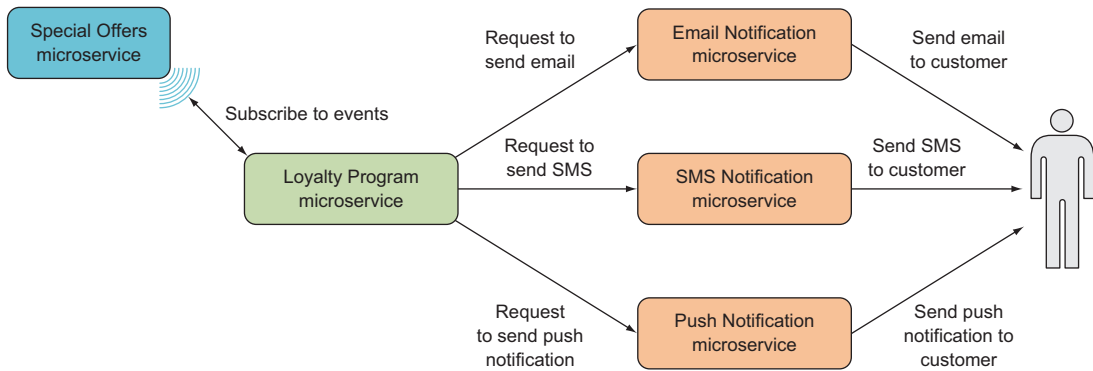 Special Offers
microservice
Subscribe to events
Loyalty Program
microservice
Request to
send email
Email Notification
microservice
Send email
to customer
Request to
send SMS
SMS Notification
microservice
Send SMS
to customer
Request
to send push
notification
Push Notification
microservice
Send push
notification to
customer